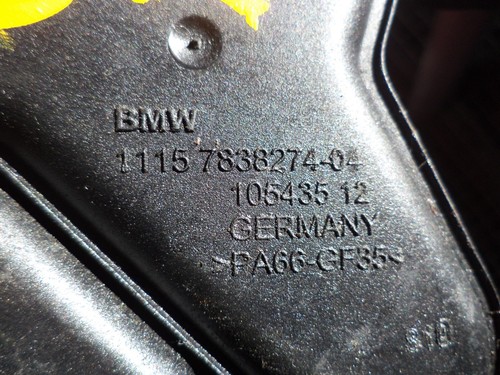 BMW
1115 7838274-04
105435 12
GERMANY
>PA66-GF35<